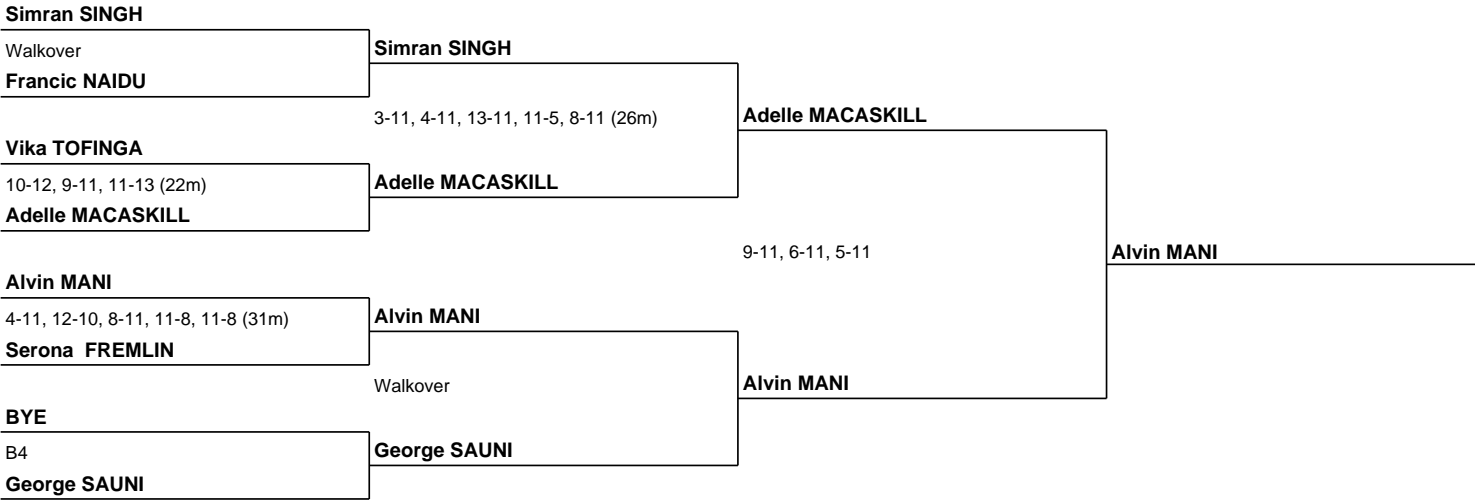 Simran SINGH
Walkover
Francic NAIDU
Simran SINGH
3-11, 4-11, 13-11, 11-5, 8-11 (26m)
Adelle MACASKILL
Vika TOFINGA
10-12, 9-11, 11-13 (22m)
Adelle MACASKILL
Adelle MACASKILL
9-11, 6-11, 5-11
Alvin MANI
Alvin MANI
4-11, 12-10, 8-11, 11-8, 11-8 (31m)
Serona  FREMLIN
Alvin MANI
Walkover
Alvin MANI
BYE
B4
George SAUNI
George SAUNI